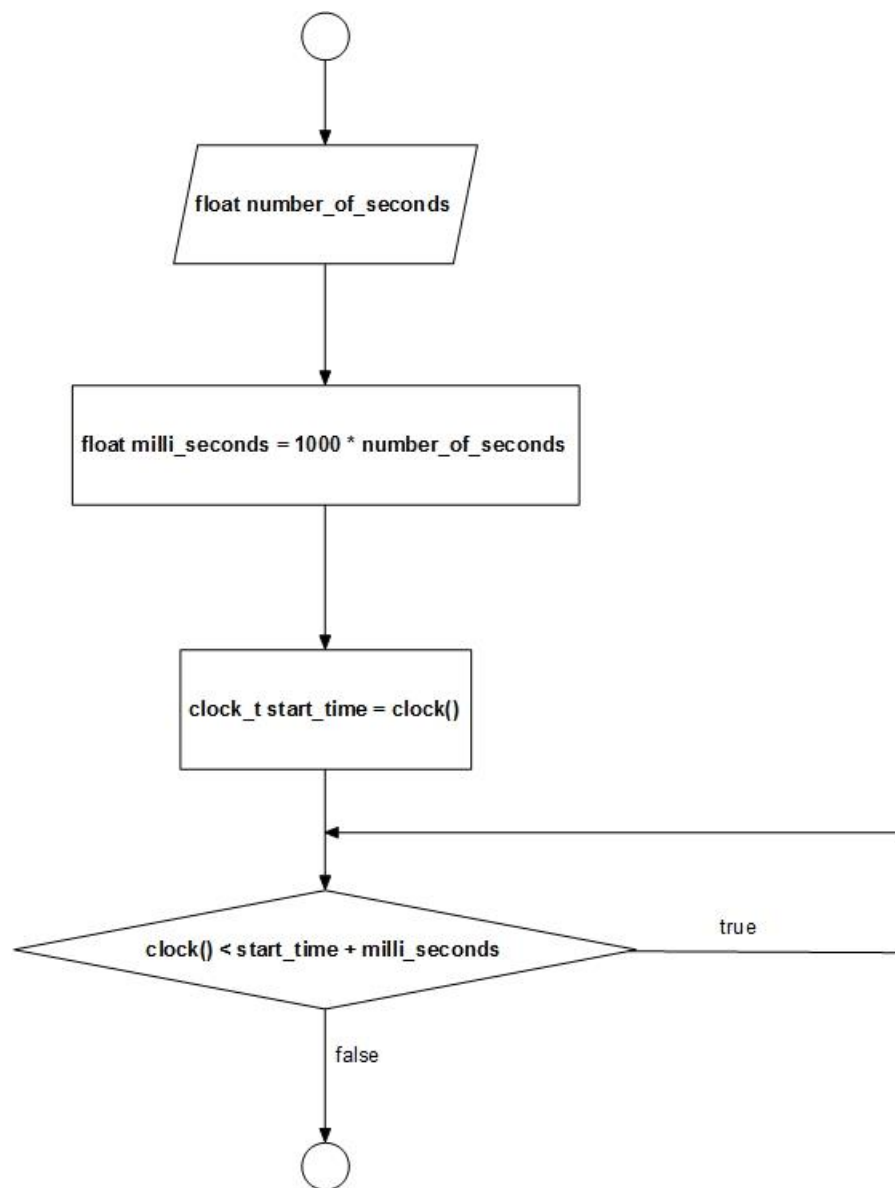 float number_of_seconds
float milli_seconds = 1000 * number_of_seconds
clock_t start_time = clock()
clock() < start_time + milli_seconds
true
false